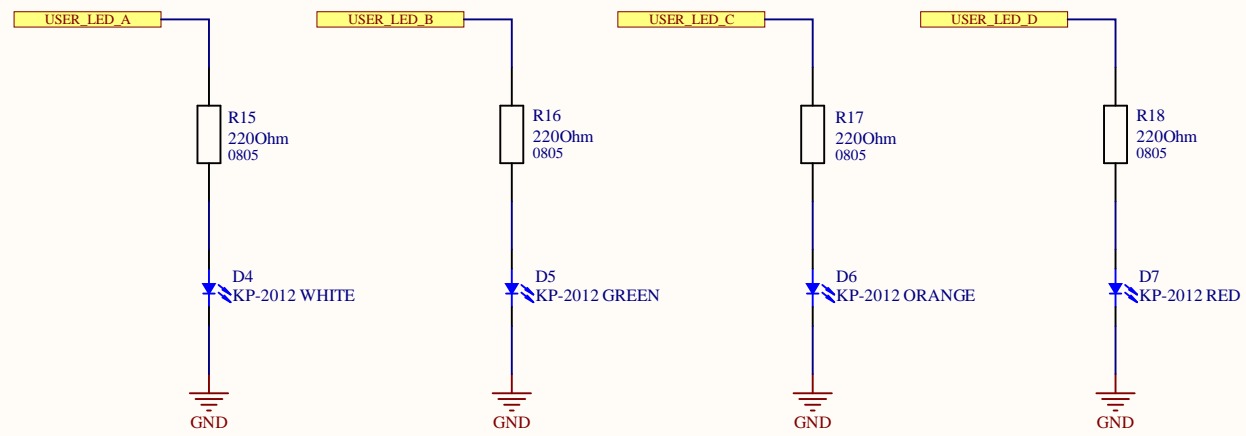 USER_LED_A
USER_LED_B
USER_LED_C
USER_LED_D
R15
220Ohm
0805
R16
220Ohm
0805
R17
220Ohm
0805
R18
220Ohm
0805
D4
KP-2012 WHITE
D5
KP-2012 GREEN
D6
KP-2012 ORANGE
D7
KP-2012 RED
GND
GND
GND
GND